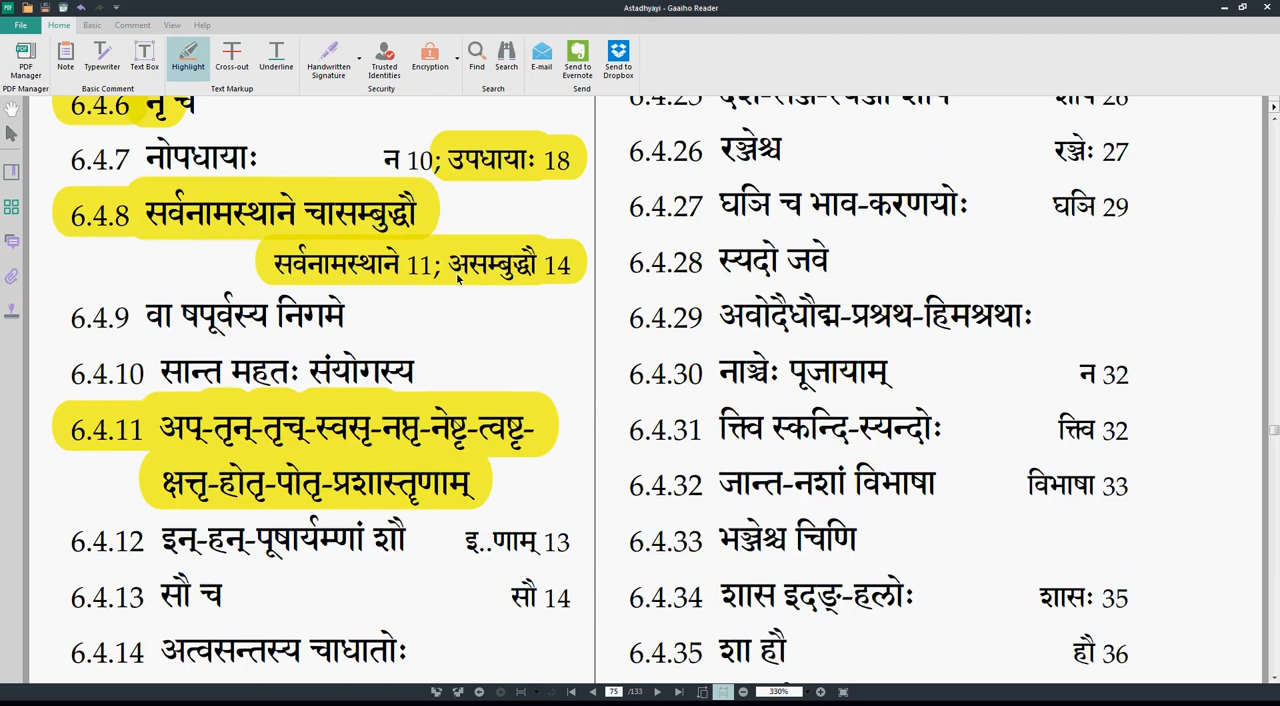 Astadhyayi - Gaaiho Reader
File Home Basic Comment View Help
PDF Manager Note Typewriter Text Box Highlight Cross-out Underline Handwritten Signature Trusted Identities Encryption Find Search E-mail Send to Evernote Send to Dropbox
PDF Manager Basic Comment Text Markup Security Search Send
6.4.6 नृ च
6.4.7 नोपधायाः न 10; उपधायाः 18
6.4.8 सर्वनामस्थाने चासम्बुद्धौ
सर्वनामस्थाने 11; असम्बुद्धौ 14
6.4.9 वा षपूर्वस्य निगमे
6.4.10 सान्त महतः संयोगस्य
6.4.11 अप्-तृन्-तृच्-स्वसृ-नप्तृ-नेष्टृ-त्वष्टृ-
क्षत्तृ-होतृ-पोतृ-प्रशास्तॄणाम्
6.4.12 इन्-हन्-पूषार्यम्णां शौ इ..णाम् 13
6.4.13 सौ च सौ 14
6.4.14 अत्वसन्तस्य चाधातोः
6.4.25 दंश-सञ्ज-स्वञ्जां शपि शपि 26
6.4.26 रञ्जेश्च रञ्जेः 27
6.4.27 घञि च भाव-करणयोः घञि 29
6.4.28 स्यदो जवे
6.4.29 अवोदैधौद्म-प्रश्रथ-हिमश्रथाः
6.4.30 नाञ्चेः पूजायाम् न 32
6.4.31 क्त्वि स्कन्दि-स्यन्दोः क्त्वि 32
6.4.32 जान्त-नशां विभाषा विभाषा 33
6.4.33 भञ्जेश्च चिणि
6.4.34 शास इदङ्-हलोः शासः 35
6.4.35 शा हौ हौ 36
75 /133 330%